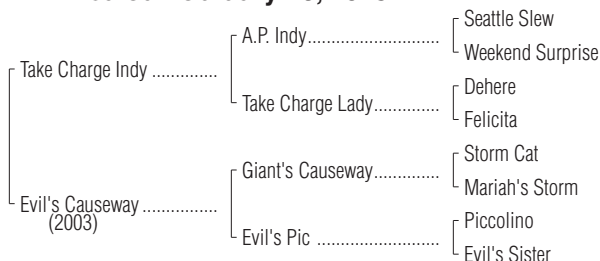 A.P. Indy
Seattle Slew
Weekend Surprise
Take Charge Indy
Take Charge Lady
Dehere
Felicita
Giant's Causeway
Storm Cat
Mariah's Storm
Evil's Causeway
(2003)
Evil's Pic
Piccolino
Evil's Sister